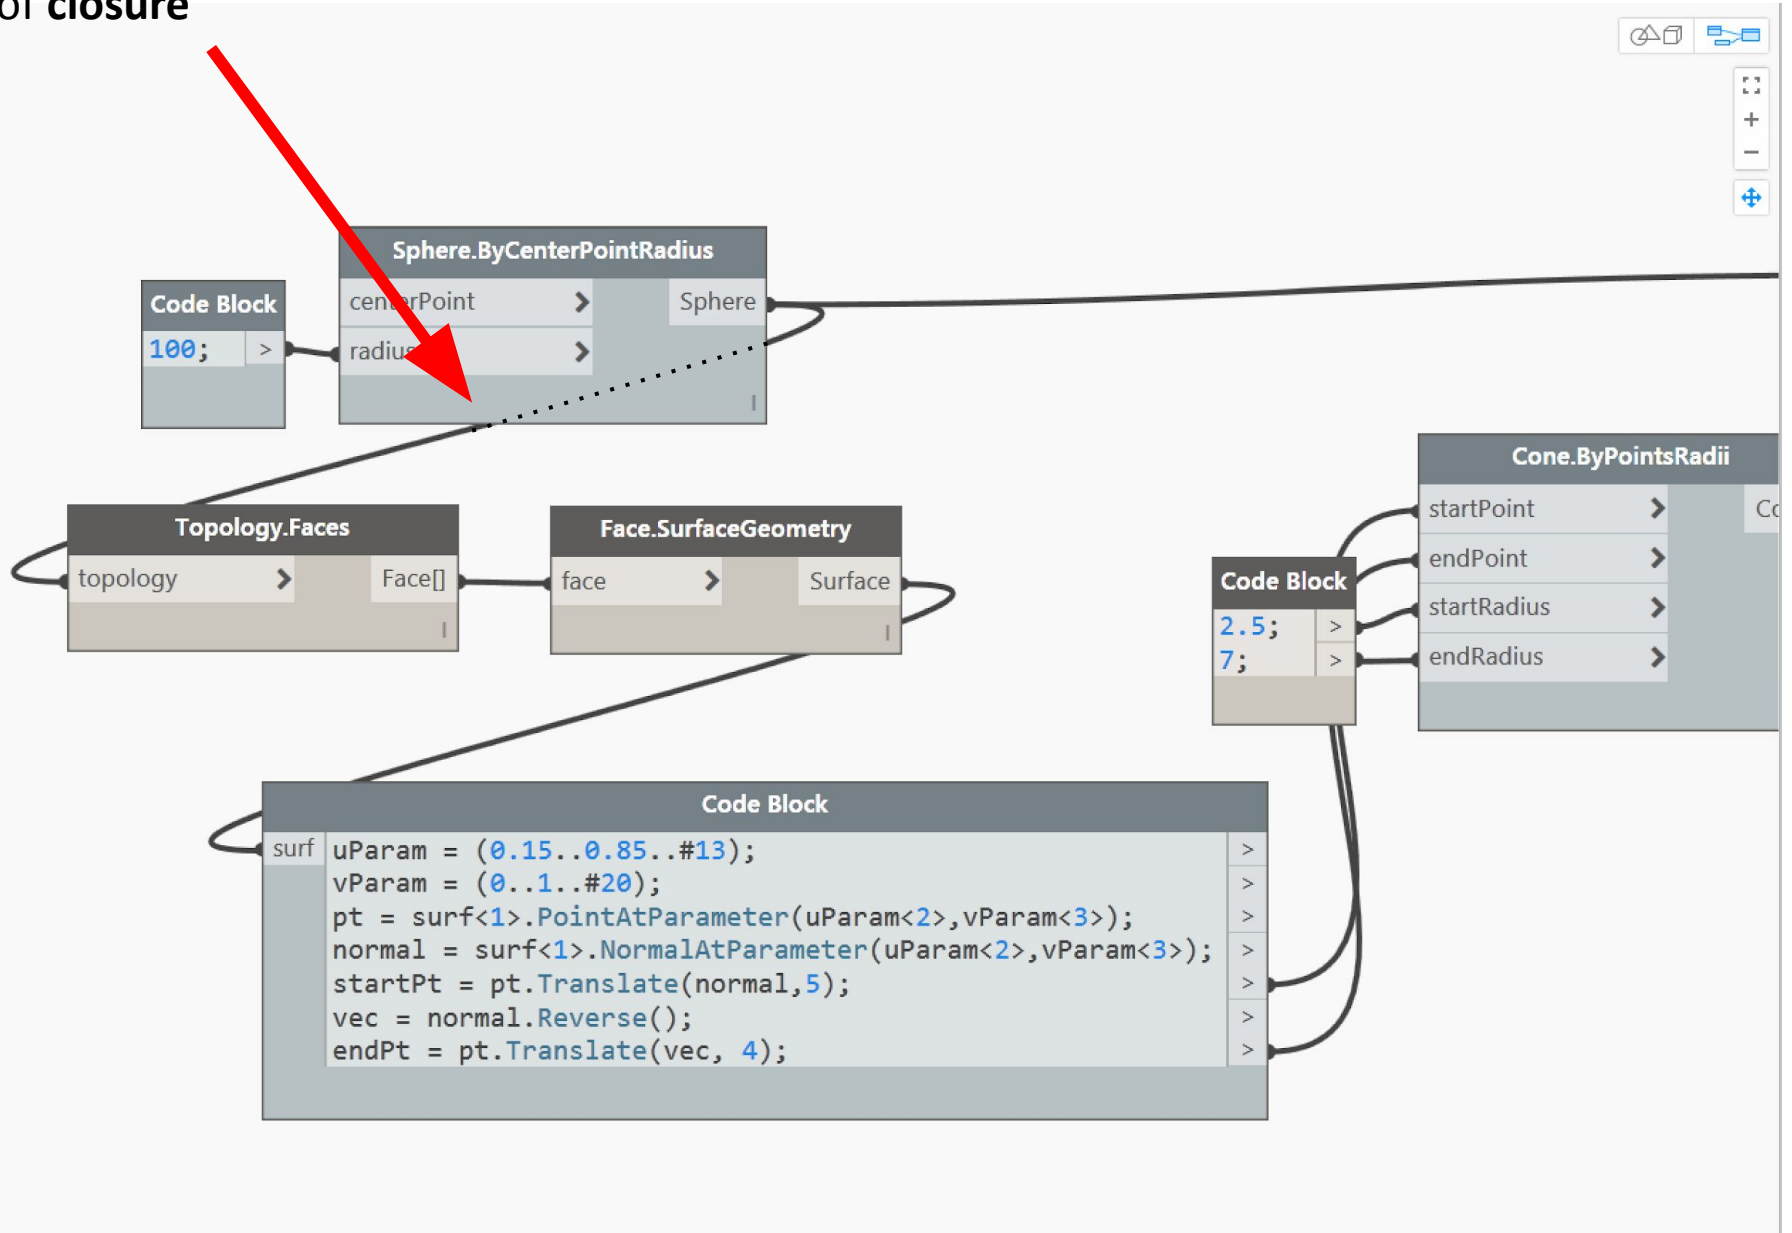 of closure
Sphere.ByCenterPointRadius
centerPoint
Sphere
radius
Code Block
100; >
Topology.Faces
topology
Face[]
Face.SurfaceGeometry
face
Surface
Cone.ByPointsRadii
startPoint
endPoint
startRadius
endRadius
Code Block
2.5; >
7; >
Code Block
surf
uParam = (0.15..0.85..#13); >
vParam = (0..1..#20); >
pt = surf<1>.PointAtParameter(uParam<2>,vParam<3>); >
normal = surf<1>.NormalAtParameter(uParam<2>,vParam<3>); >
startPt = pt.Translate(normal,5); >
vec = normal.Reverse(); >
endPt = pt.Translate(vec, 4); >